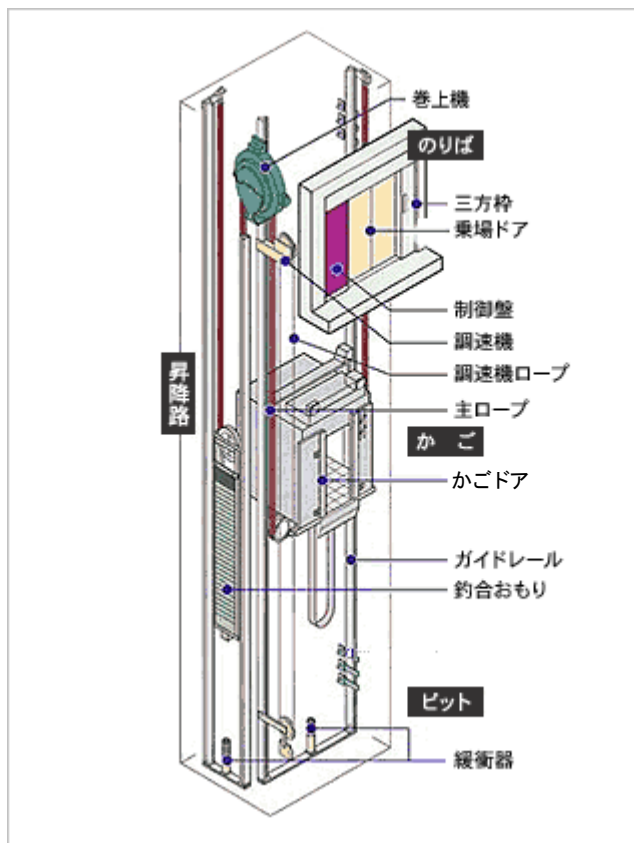 巻上機
のりば
三方枠
乗場ドア
制御盤
調速機
調速機ロープ
昇降路
主ロープ
かご
かごドア
ガイドレール
釣合おもり
ピット
緩衝器